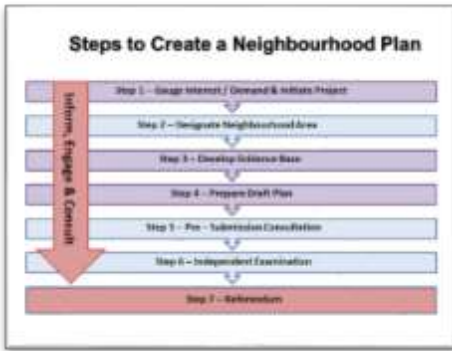 Steps to Create a Neighbourhood Plan
Inform, Engage & Consult
Step 1 – Gauge Interest / Demand & Initiate Project
Step 2 – Designate Neighbourhood Area
Step 3 – Develop Evidence Base
Step 4 – Prepare Draft Plan
Step 5 – Pre - Submission Consultation
Step 6 – Independent Examination
Step 7 – Referendum